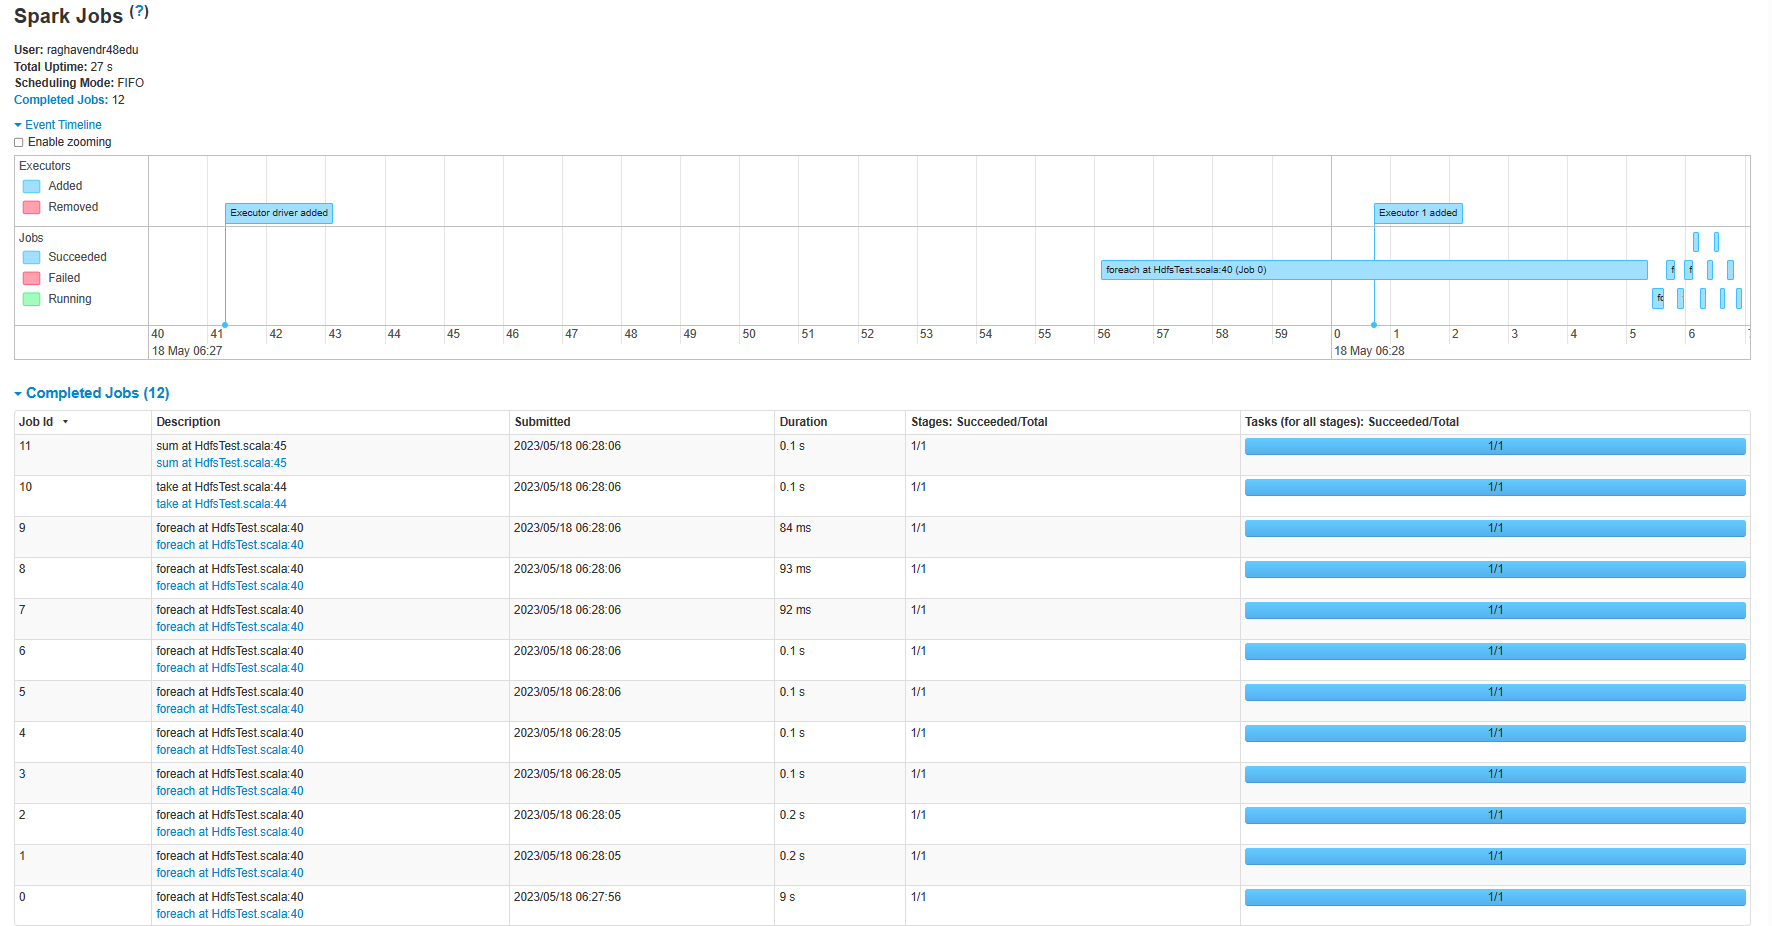 Spark Jobs (?)
User: raghavendr48edu
Total Uptime: 27 s
Scheduling Mode: FIFO
Completed Jobs: 12
Event Timeline
Enable zooming
Executors
Added
Removed
Executor driver added
Executor 1 added
Jobs
Succeeded
Failed
Running
foreach at HdfsTest.scala:40 (Job 0)
40 41 42 43 44 45 46 47 48 49 50 51 52 53 54 55 56 57 58 59 0 1 2 3 4 5 6
18 May 06:27 18 May 06:28
Completed Jobs (12)
Job Id Description Submitted Duration Stages: Succeeded/Total Tasks (for all stages): Succeeded/Total
11 sum at HdfsTest.scala:45 2023/05/18 06:28:06 0.1 s 1/1 1/1
sum at HdfsTest.scala:45
10 take at HdfsTest.scala:44 2023/05/18 06:28:06 0.1 s 1/1 1/1
take at HdfsTest.scala:44
9 foreach at HdfsTest.scala:40 2023/05/18 06:28:06 84 ms 1/1 1/1
foreach at HdfsTest.scala:40
8 foreach at HdfsTest.scala:40 2023/05/18 06:28:06 93 ms 1/1 1/1
foreach at HdfsTest.scala:40
7 foreach at HdfsTest.scala:40 2023/05/18 06:28:06 92 ms 1/1 1/1
foreach at HdfsTest.scala:40
6 foreach at HdfsTest.scala:40 2023/05/18 06:28:06 0.1 s 1/1 1/1
foreach at HdfsTest.scala:40
5 foreach at HdfsTest.scala:40 2023/05/18 06:28:06 0.1 s 1/1 1/1
foreach at HdfsTest.scala:40
4 foreach at HdfsTest.scala:40 2023/05/18 06:28:05 0.1 s 1/1 1/1
foreach at HdfsTest.scala:40
3 foreach at HdfsTest.scala:40 2023/05/18 06:28:05 0.1 s 1/1 1/1
foreach at HdfsTest.scala:40
2 foreach at HdfsTest.scala:40 2023/05/18 06:28:05 0.2 s 1/1 1/1
foreach at HdfsTest.scala:40
1 foreach at HdfsTest.scala:40 2023/05/18 06:28:05 0.2 s 1/1 1/1
foreach at HdfsTest.scala:40
0 foreach at HdfsTest.scala:40 2023/05/18 06:27:56 9 s 1/1 1/1
foreach at HdfsTest.scala:40